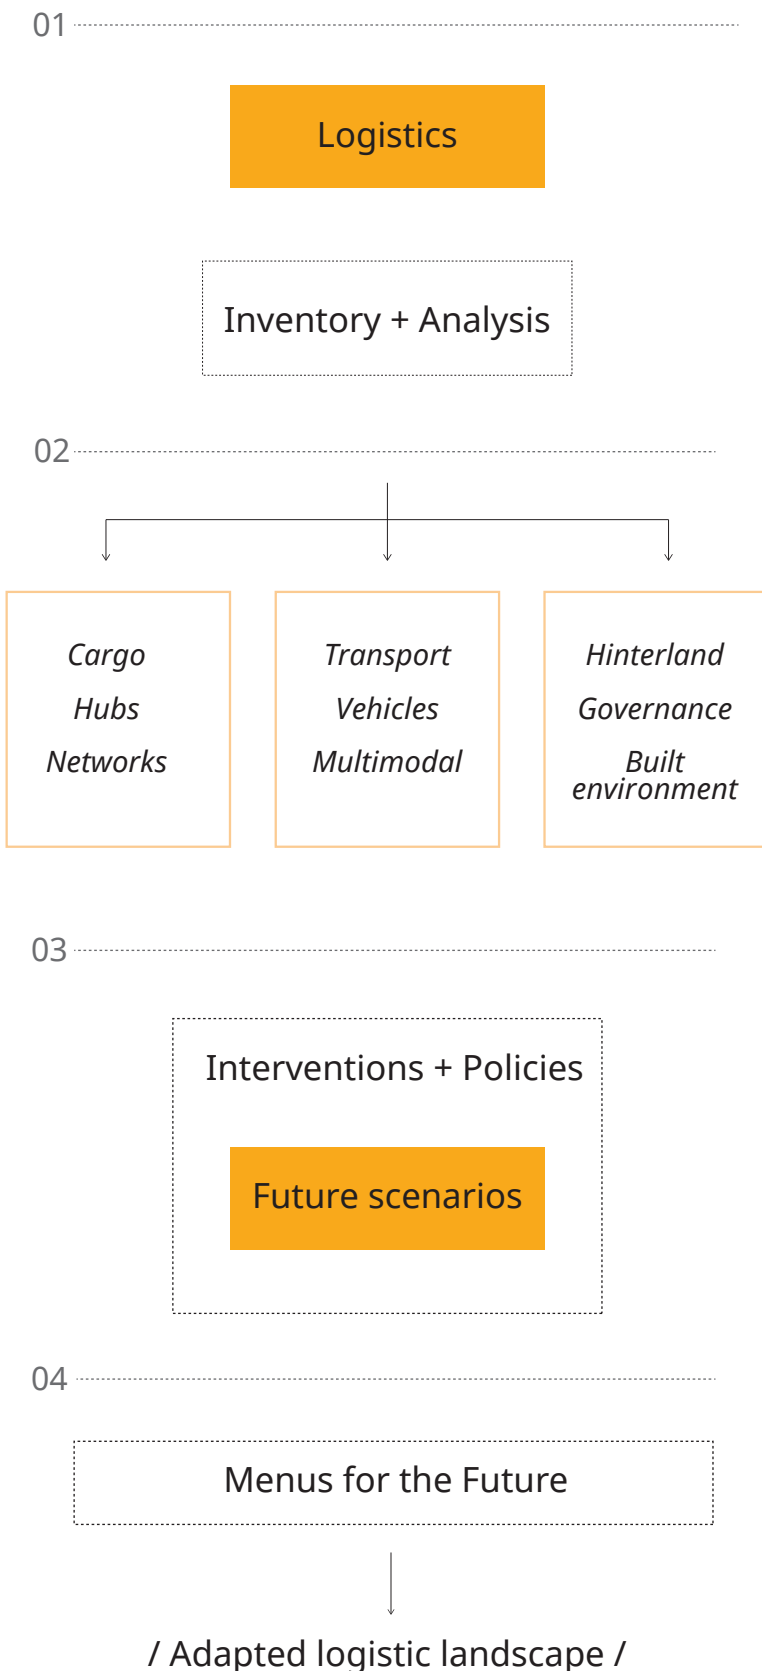 01
Logistics
Inventory + Analysis
02
Cargo
Hubs
Networks
Transport
Vehicles
Multimodal
Hinterland
Governance
Built
environment
03
Interventions + Policies
Future scenarios
04
Menus for the Future
/ Adapted logistic landscape /